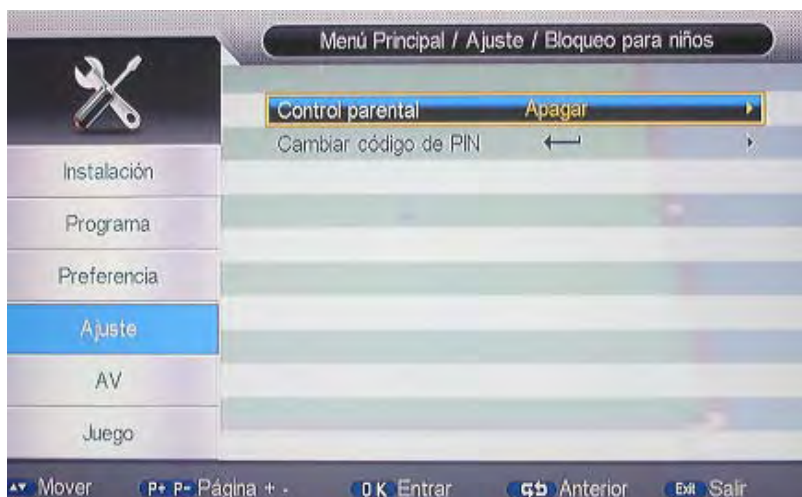 Menú Principal / Ajuste / Bloqueo para niños
Control parental Apagar
Cambiar código de PIN
Instalación
Programa
Preferencia
Ajuste
AV
Juego
Mover P+ P- Página + - OK Entrar Anterior Exit Salir